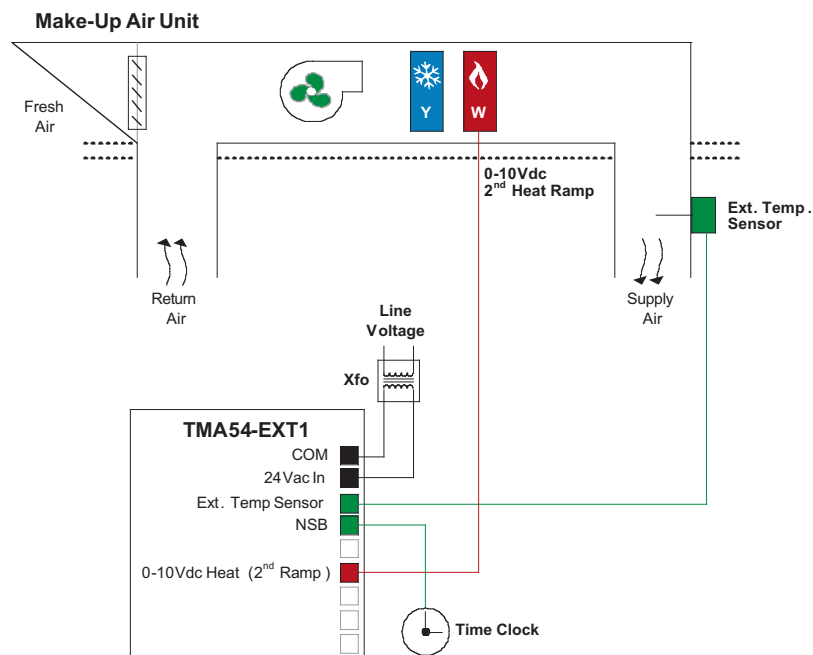 Make-Up Air Unit
Fresh
Air
Y
W
0-10Vdc
2nd Heat Ramp
Ext. Temp.
Sensor
Return
Air
Supply
Air
Line
Voltage
Xfo
TMA54-EXT1
COM
24Vac In
Ext. Temp Sensor
NSB
0-10Vdc Heat (2nd Ramp)
Time Clock